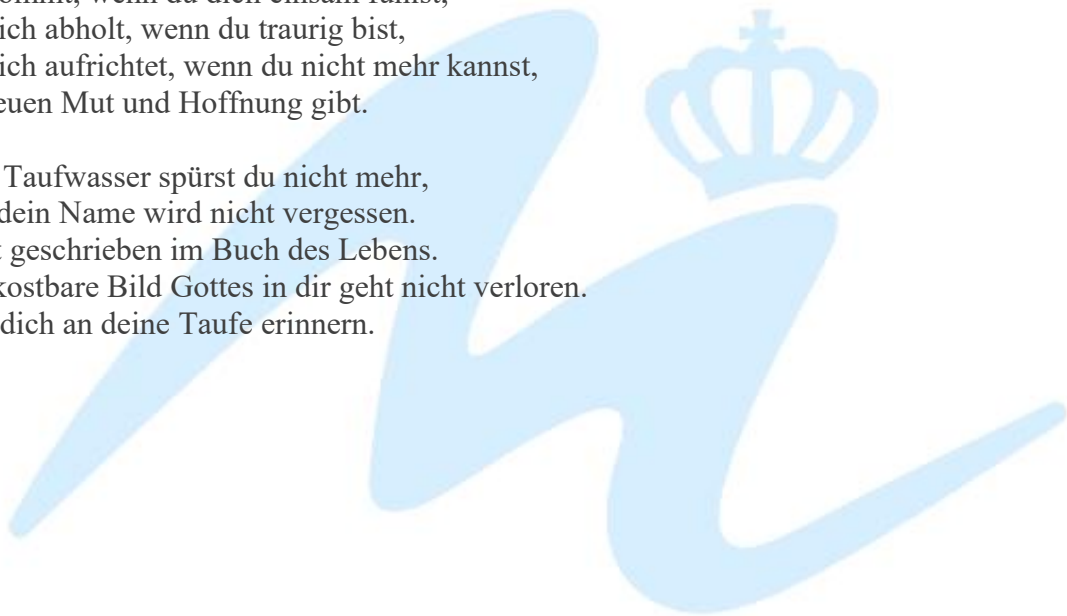 ich abholt, wenn du traurig bist,
ich aufrichtet, wenn du nicht mehr kannst,
euen Mut und Hoffnung gibt.
Taufwasser spürst du nicht mehr,
dein Name wird nicht vergessen.
t geschrieben im Buch des Lebens.
kostbare Bild Gottes in dir geht nicht verloren.
dich an deine Taufe erinnern.